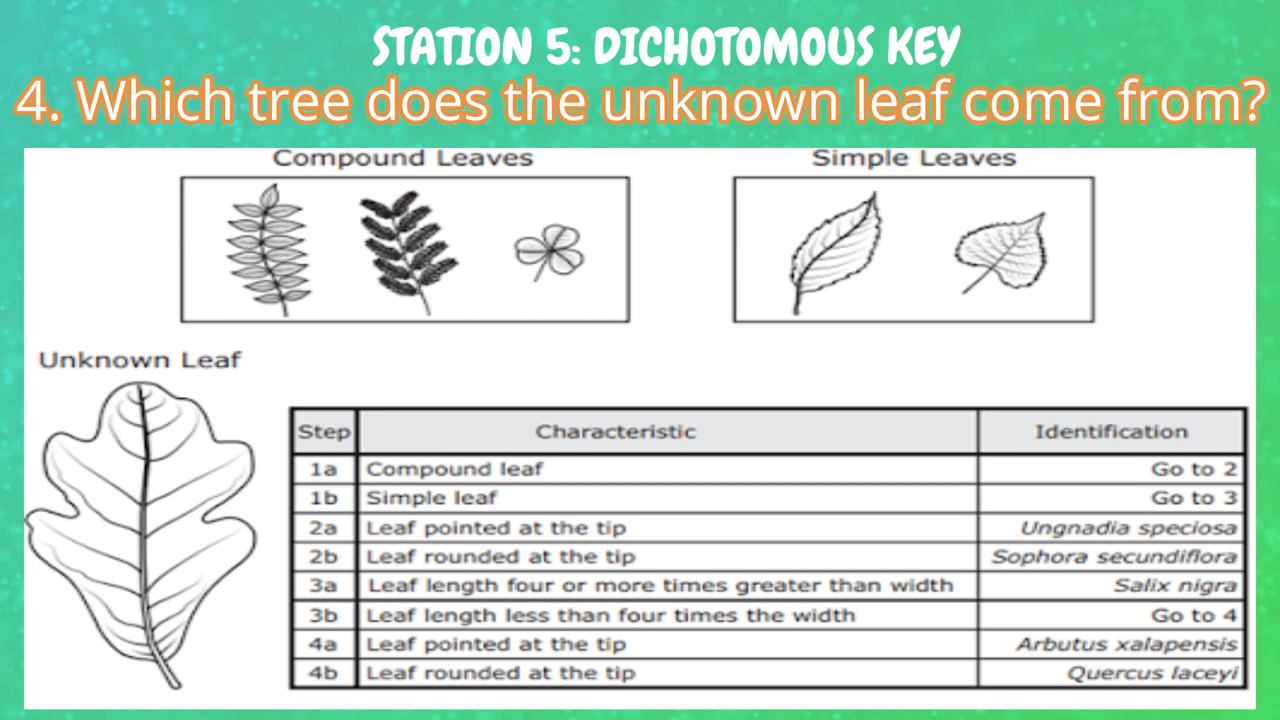 STATION 5: DICHOTOMOUS KEY
4. Which tree does the unknown leaf come from?
Compound Leaves
Simple Leaves
Unknown Leaf
Step Characteristic Identification
1a Compound leaf Go to 2
1b Simple leaf Go to 3
2a Leaf pointed at the tip Ungnadia speciosa
2b Leaf rounded at the tip Sophora secundiflora
3a Leaf length four or more times greater than width Salix nigra
3b Leaf length less than four times the width Go to 4
4a Leaf pointed at the tip Arbutus xalapensis
4b Leaf rounded at the tip Quercus laceyi